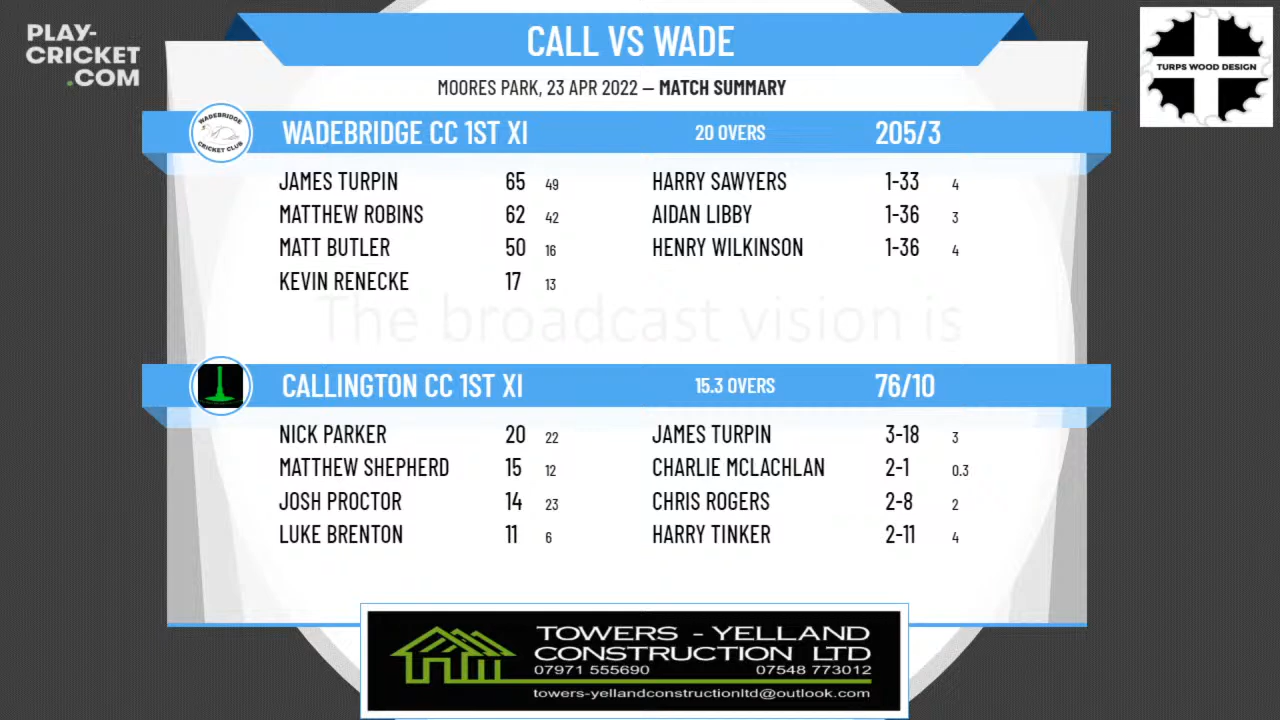 PLAY-
CRICKET
.COM
CALL VS WADE
TURPS WOOD DESIGN
MOORES PARK, 23 APR 2022 – MATCH SUMMARY
WADEBRIDGE
CRICKET CLUB
WADEBRIDGE CC 1ST XI 20 OVERS 205/3
JAMES TURPIN 65 49 HARRY SAWYERS 1-33 4
MATTHEW ROBINS 62 42 AIDAN LIBBY 1-36 3
MATT BUTLER 50 16 HENRY WILKINSON 1-36 4
KEVIN RENECKE 17 13
The broadcast vision is
CALLINGTON CC 1ST XI 15.3 OVERS 76/10
NICK PARKER 20 22 JAMES TURPIN 3-18 3
MATTHEW SHEPHERD 15 12 CHARLIE MCLACHLAN 2-1 0.3
JOSH PROCTOR 14 23 CHRIS ROGERS 2-8 2
LUKE BRENTON 11 6 HARRY TINKER 2-11 4
TOWERS - YELLAND
CONSTRUCTION LTD
07971 555690 07548 773012
towers-yellandconstructionltd@outlook.com